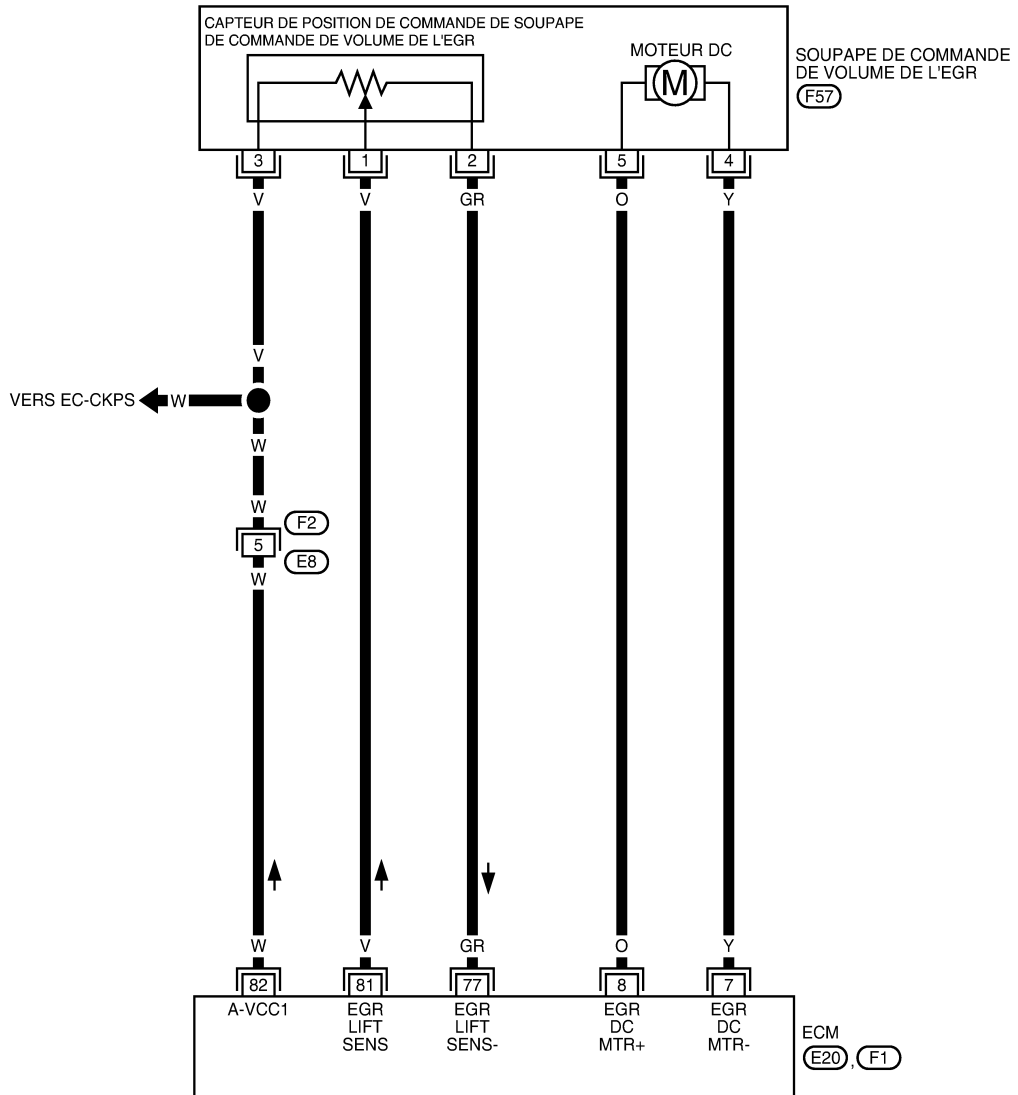 CAPTEUR DE POSITION DE COMMANDE DE SOUPAPE
DE COMMANDE DE VOLUME DE L'EGR
MOTEUR DC
M
SOUPAPE DE COMMANDE
DE VOLUME DE L'EGR
F57
3 1 2 5 4
V V GR O Y
V
VERS EC-CKPS W
W
W
F2
5
E8
W
W V GR O Y
82 81 77 8 7
A-VCC1
EGR
LIFT
SENS
EGR
LIFT
SENS-
EGR
DC
MTR+
EGR
DC
MTR-
ECM
E20 , F1